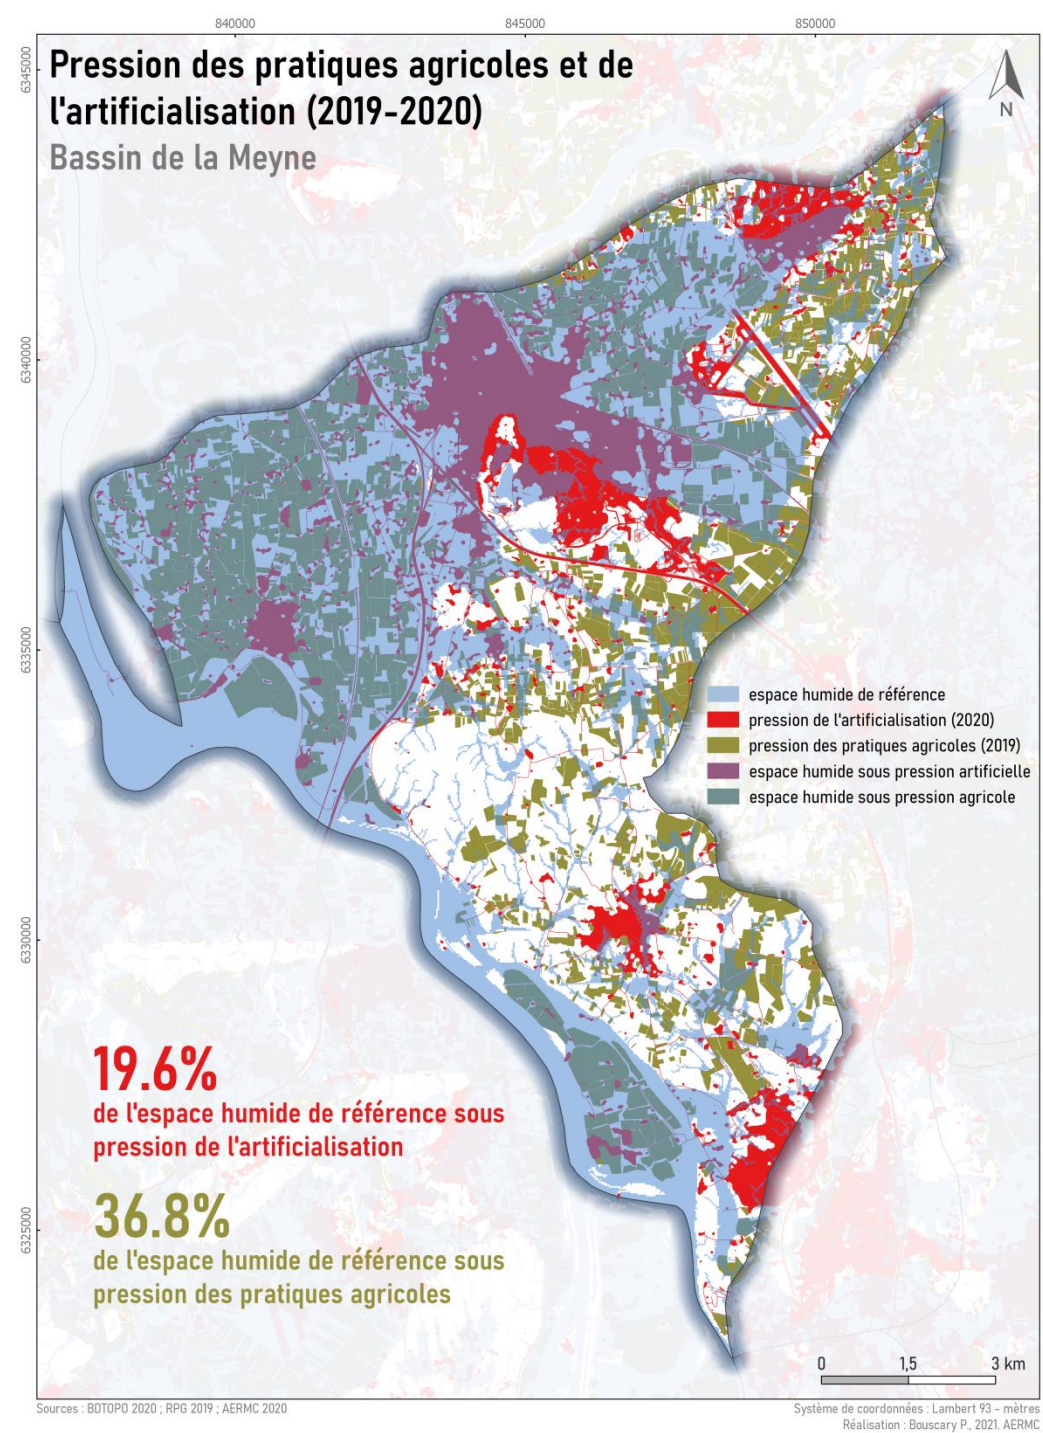 840000
845000
850000
6345000
6340000
6335000
6330000
6325000
Pression des pratiques agricoles et de
l'artificialisation (2019-2020)
Bassin de la Meyne
N
espace humide de référence
pression de l'artificialisation (2020)
pression des pratiques agricoles (2019)
espace humide sous pression artificielle
espace humide sous pression agricole
19.6%
de l'espace humide de référence sous
pression de l'artificialisation
36.8%
de l'espace humide de référence sous
pression des pratiques agricoles
0 1,5 3 km
Sources : BDTOPO 2020 ; RPG 2019 ; AERMC 2020
Système de coordonnées : Lambert 93 - mètres
Réalisation : Bouscary P., 2021. AERMC